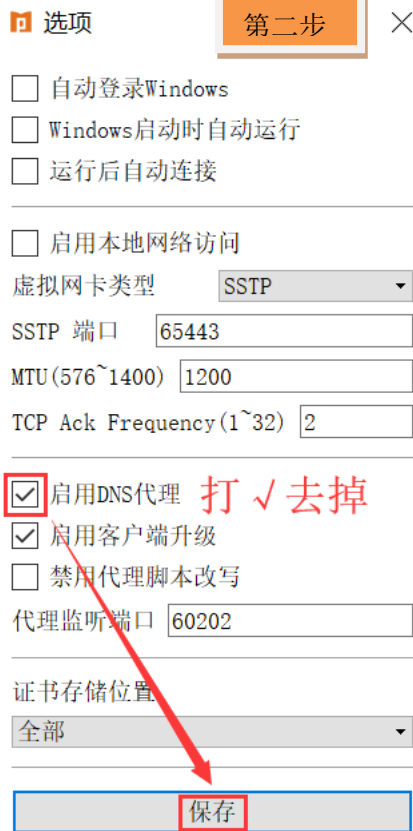 选项 第二步
自动登录Windows
Windows启动时自动运行
运行后自动连接
启用本地网络访问
虚拟网卡类型 SSTP
SSTP 端口 65443
MTU(576~1400) 1200
TCP Ack Frequency(1~32) 2
启用DNS代理 打√去掉
启用客户端升级
禁用代理脚本改写
代理监听端口 60202
证书存储位置
全部
保存